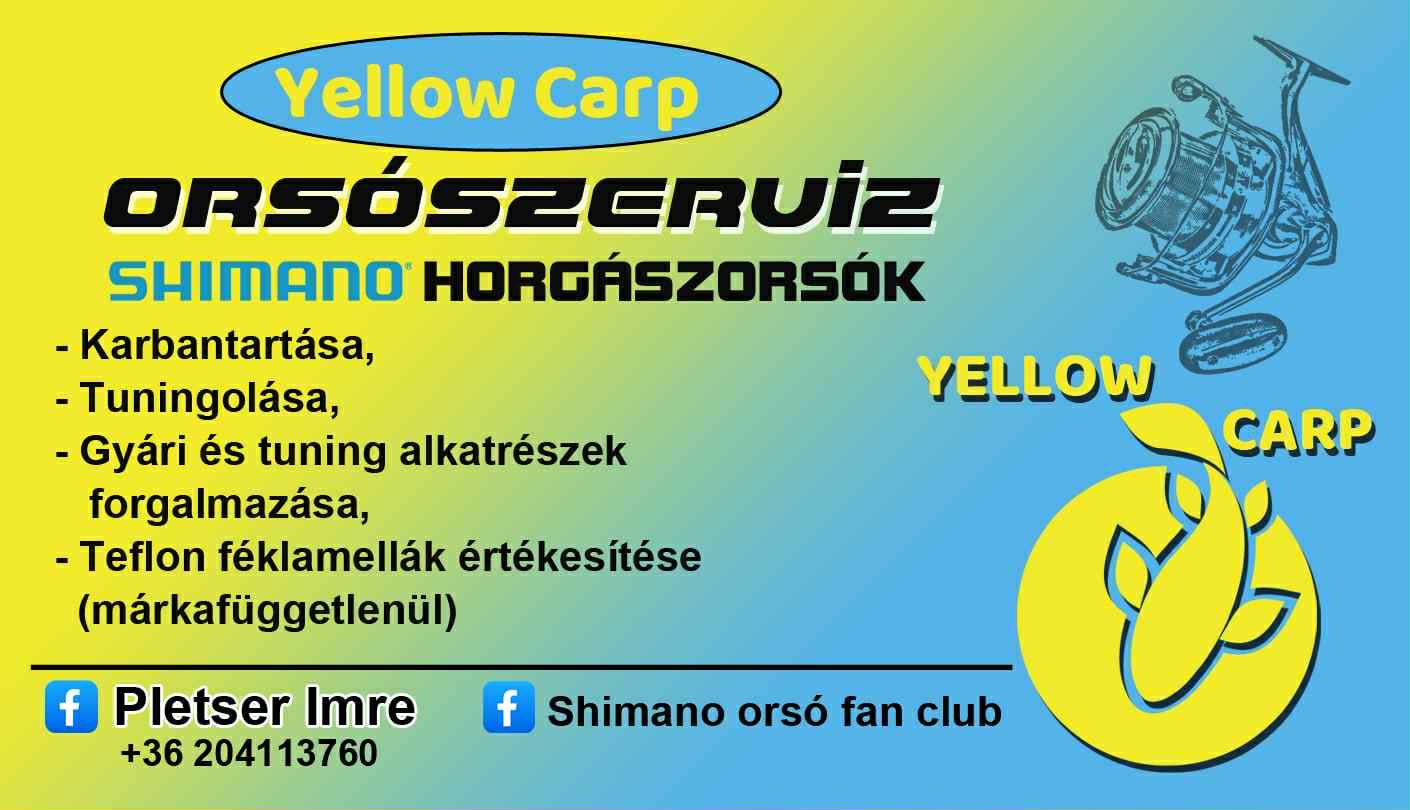 Yellow Carp
ORSÓSZERVIZ
SHIMANO® HORGÁSZORSÓK
- Karbantartása,
- Tuningolása,
- Gyári és tuning alkatrészek
forgalmazása,
- Teflon féklamellák értékesítése
(márkafüggetlenül)
YELLOW
CARP
Pletser Imre
+36 204113760
Shimano orsó fan club